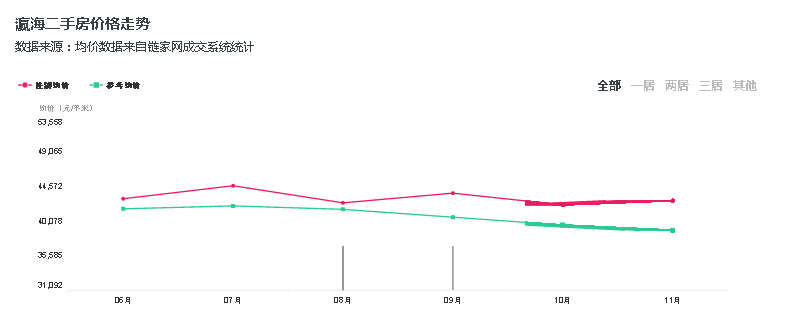 瀛海二手房价格走势
数据来源：均价数据来自链家网成交系统统计
挂牌均价 参考均价
全部 一居 两居 三居 其他
均价（元/平米）
53,558
49,065
44,572
40,078
35,585
31,092
06月 07月 08月 09月 10月 11月